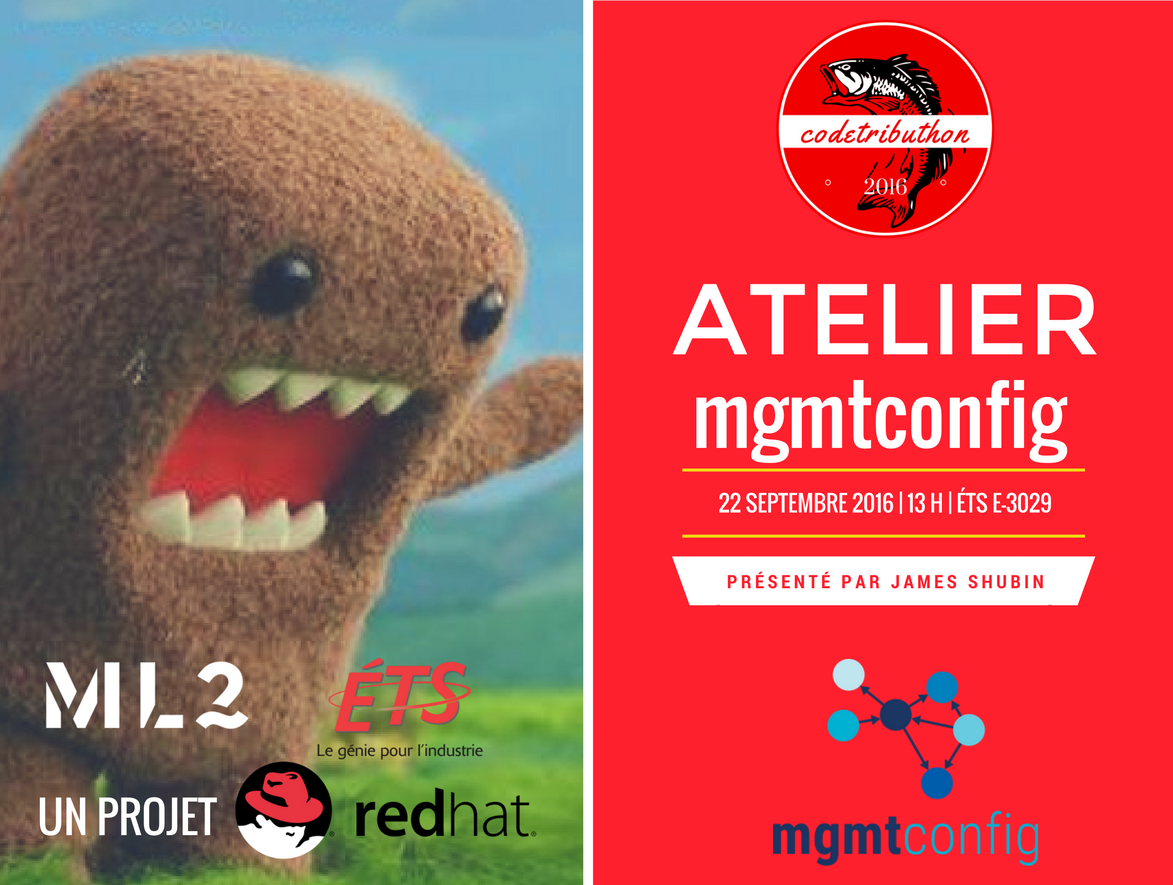 ML2
ÉTS
Le génie pour l'industrie
UN PROJET
redhat.
codetributhon
2016
ATELIER
mgmtconfig
22 SEPTEMBRE 2016 | 13 H | ÉTS E-3029
PRÉSENTÉ PAR JAMES SHUBIN
mgmtconfig